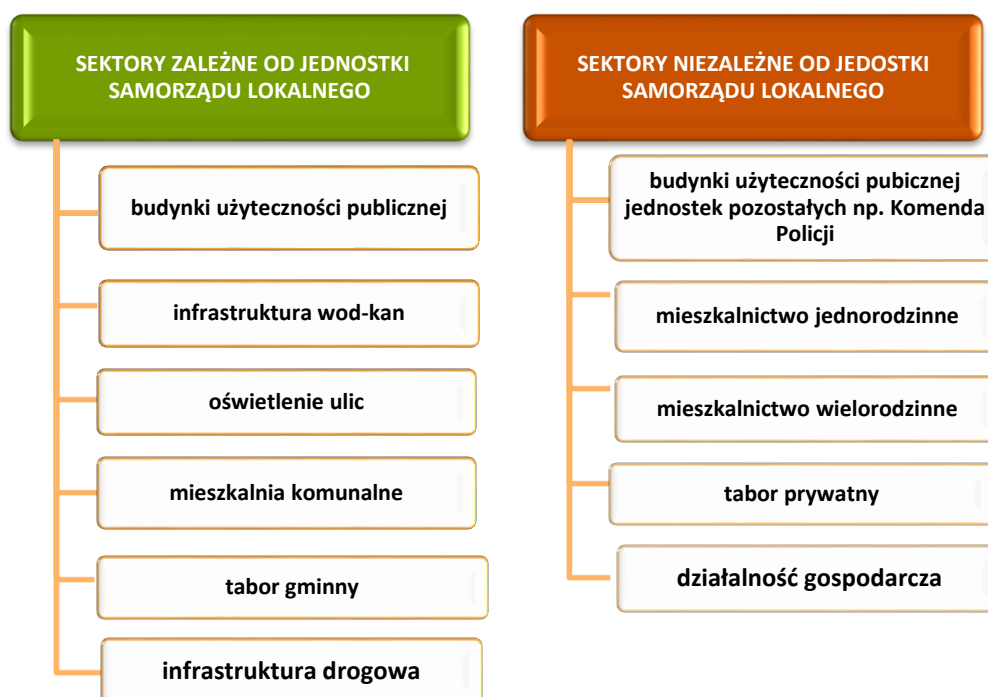 SEKTORY ZALEŻNE OD JEDNOSTKI
SAMORZĄDU LOKALNEGO
budynki użyteczności publicznej
infrastruktura wod-kan
oświetlenie ulic
mieszkalnia komunalne
tabor gminny
infrastruktura drogowa
SEKTORY NIEZALEŻNE OD JEDOSTKI
SAMORZĄDU LOKALNEGO
budynki użyteczności pubicznej
jednostek pozostałych np. Komenda
Policji
mieszkalnictwo jednorodzinne
mieszkalnictwo wielorodzinne
tabor prywatny
działalność gospodarcza